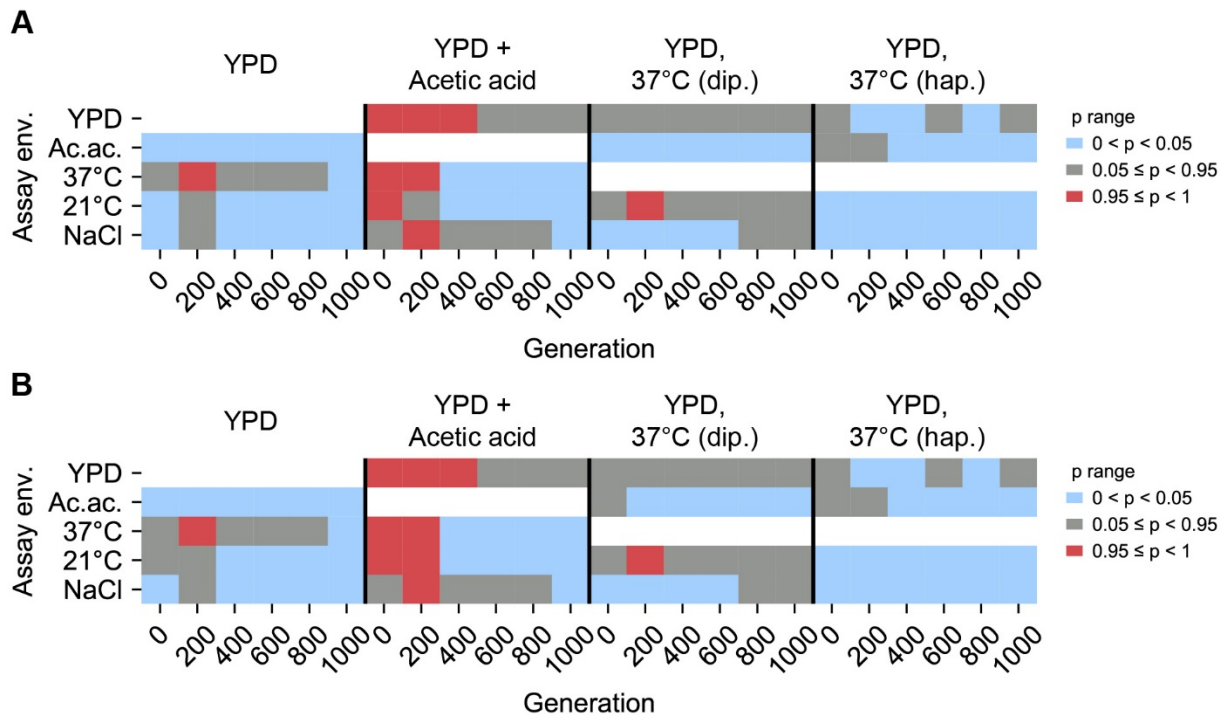 A
YPD
YPD +
Acetic acid
YPD,
37°C (dip.)
YPD,
37°C (hap.)
Assay env.
YPD
Ac.ac.
37°C
21°C
NaCl
p range
0 < p < 0.05
0.05 ≤ p < 0.95
0.95 ≤ p < 1
0 200 400 600 800 1000 0 200 400 600 800 1000 0 200 400 600 800 1000 0 200 400 600 800 1000
Generation
B
YPD
YPD +
Acetic acid
YPD,
37°C (dip.)
YPD,
37°C (hap.)
Assay env.
YPD
Ac.ac.
37°C
21°C
NaCl
p range
0 < p < 0.05
0.05 ≤ p < 0.95
0.95 ≤ p < 1
0 200 400 600 800 1000 0 200 400 600 800 1000 0 200 400 600 800 1000 0 200 400 600 800 1000
Generation